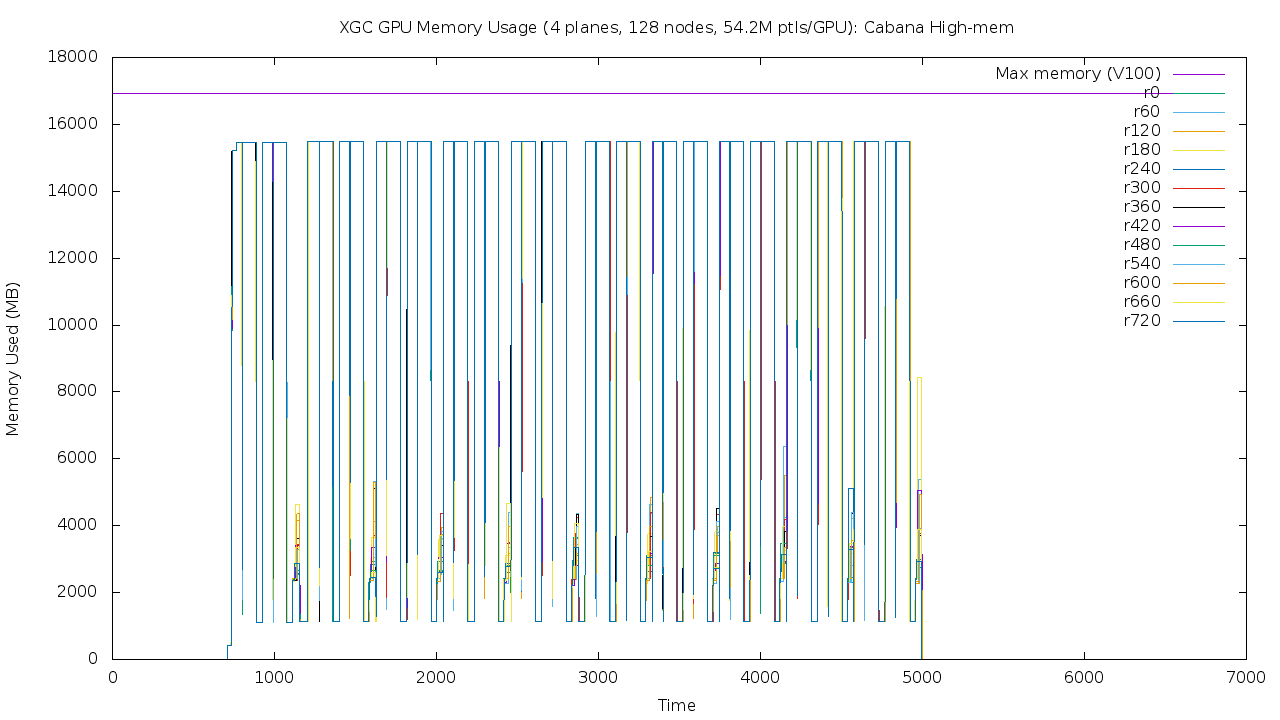 XGC GPU Memory Usage (4 planes, 128 nodes, 54.2M ptls/GPU): Cabana High-mem
18000
16000
14000
12000
10000
8000
6000
4000
2000
0
Memory Used (MB)
Max memory (V100)
r0
r60
r120
r180
r240
r300
r360
r420
r480
r540
r600
r660
r720
0 1000 2000 3000 4000 5000 6000 7000
Time